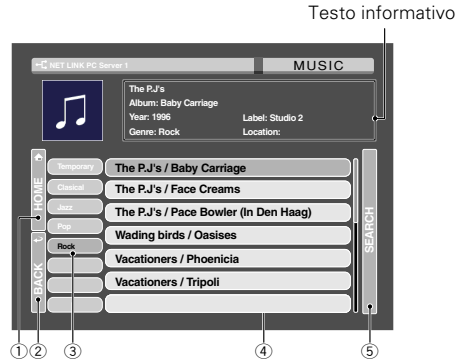 Testo informativo
NET LINK PC Server 1
MUSIC
The P.J's
Album: Baby Carriage
Year: 1996
Label: Studio 2
Genre: Rock
Location:
HOME
BACK
Temporary
Clasical
Jazz
Pop
Rock
The P.J's / Baby Carriage
The P.J's / Face Creams
The P.J's / Pace Bowler (In Den Haag)
Wading birds / Oasises
Vacationers / Phoenicia
Vacationers / Tripoli
SEARCH
① ② ③ ④ ⑤